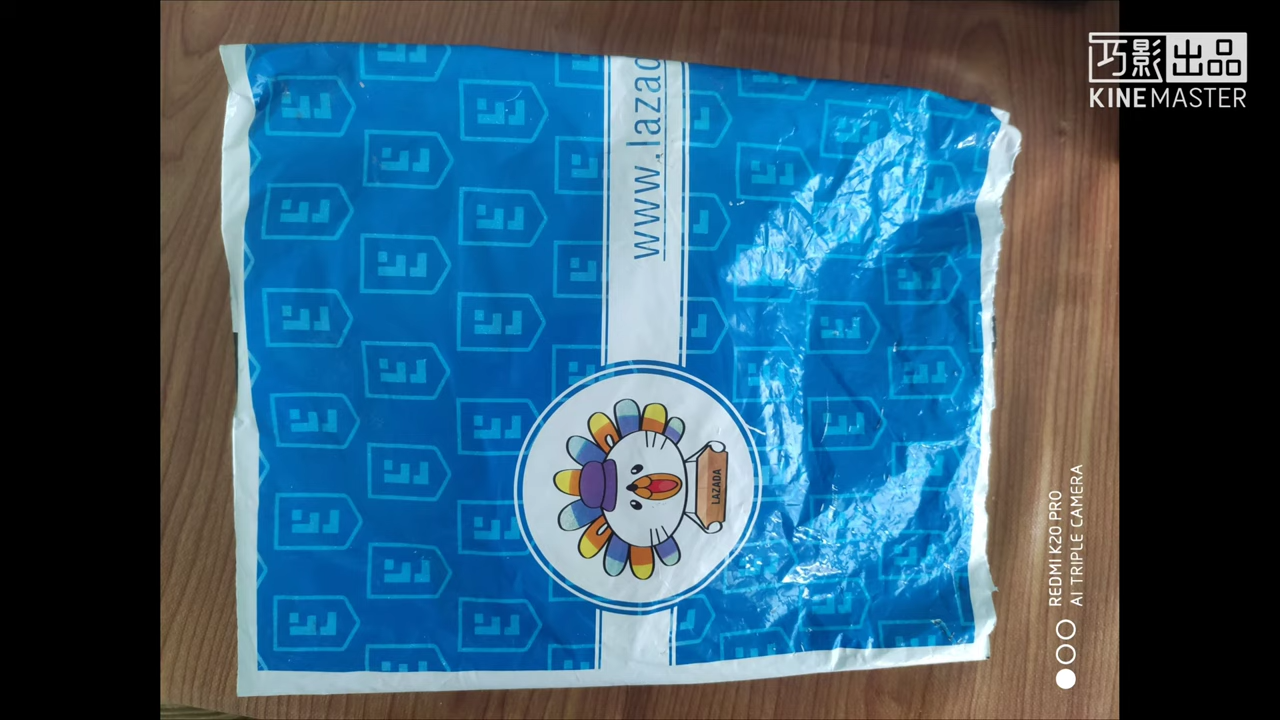 巧影出品
KINEMASTER
www.lazad
LAZADA
REDMI K20 PRO
AI TRIPLE CAMERA